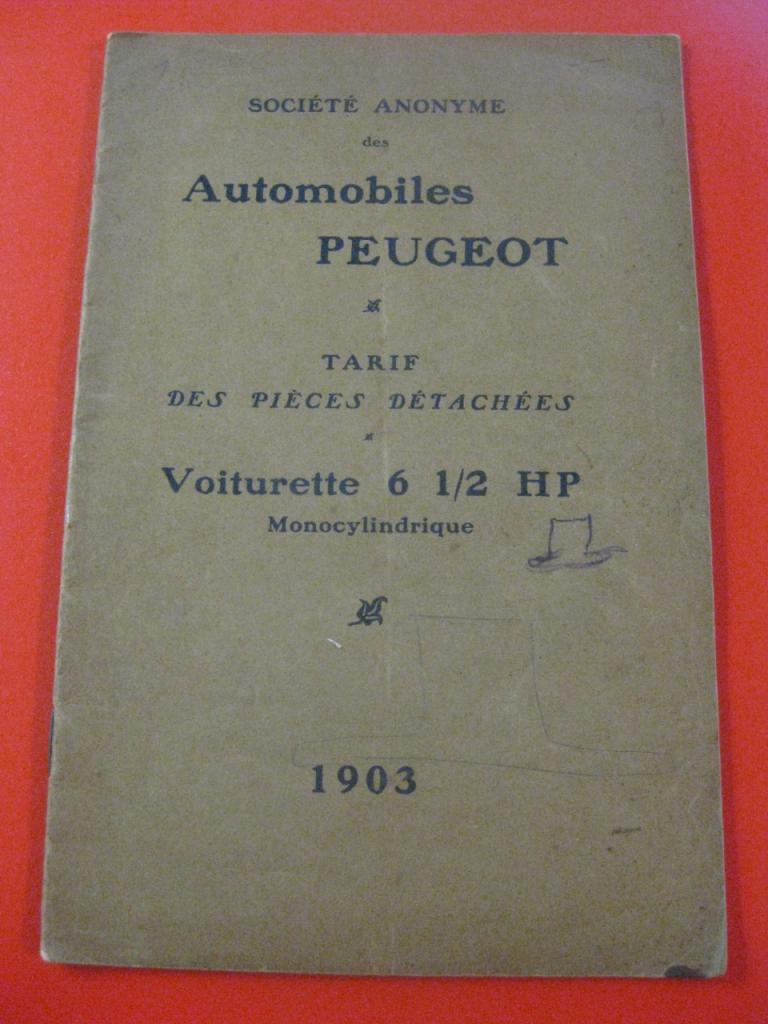 SOCIÉTÉ ANONYME
des
Automobiles
PEUGEOT
TARIF
DES PIÈCES DÉTACHÉES
Voiturette 6 1/2 HP
Monocylindrique
1903